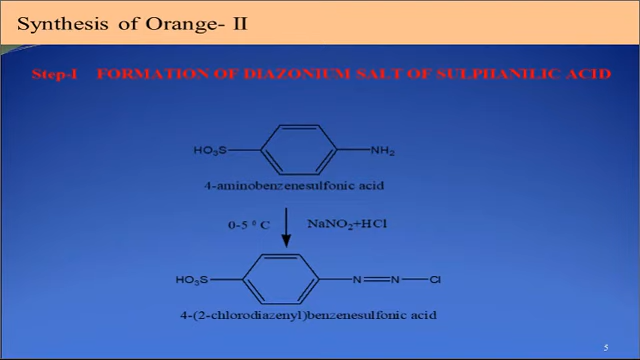 Synthesis of Orange- II
Step-I FORMATION OF DIAZONIUM SALT OF SULPHANILIC ACID
HO₃S NH₂
4-aminobenzenesulfonic acid
0-5 ° C NaNO₂+HCl
HO₃S N N Cl
4-(2-chlorodiazenyl)benzenesulfonic acid
5